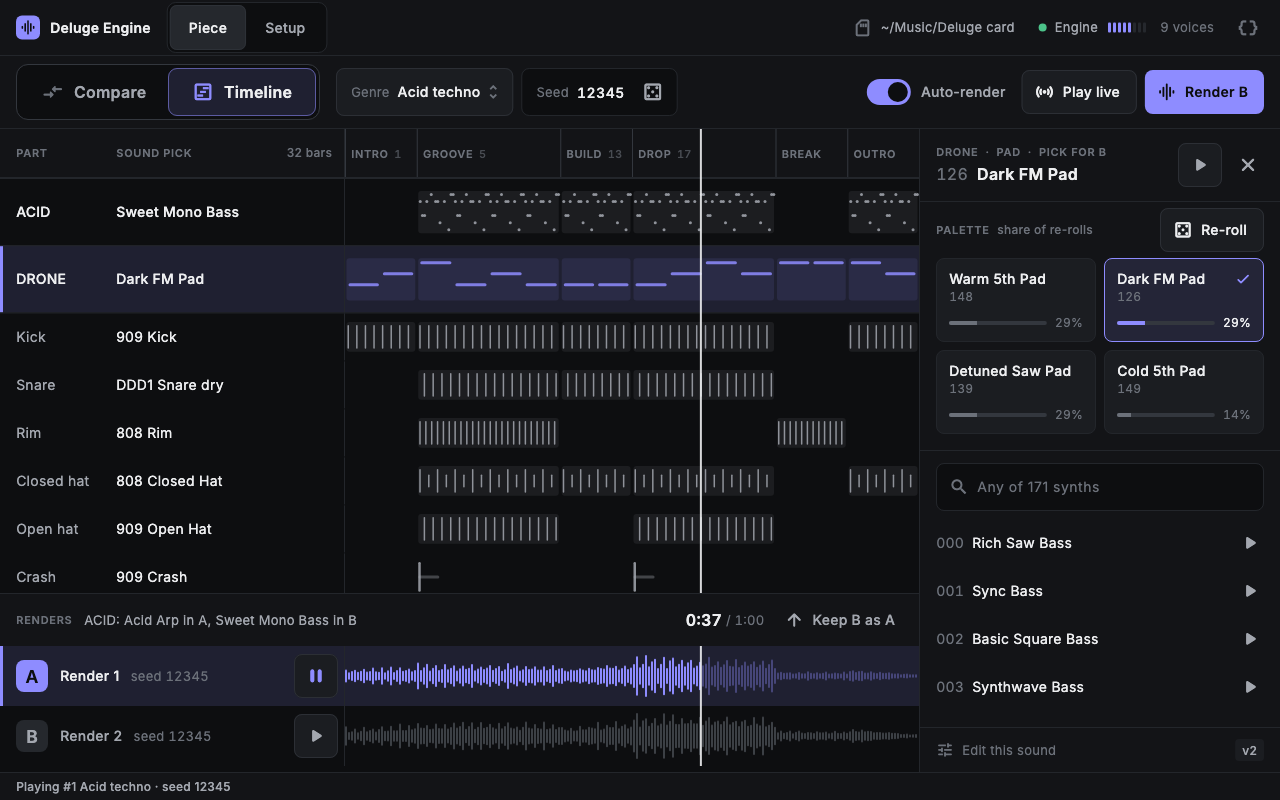 Deluge Engine
Piece
Setup
~/Music/Deluge card
Engine
9 voices
Compare
Timeline
Genre Acid techno
Seed 12345
Auto-render
Play live
Render B
PART
SOUND PICK
32 bars
INTRO 1
GROOVE 5
BUILD 13
DROP 17
BREAK
OUTRO
ACID
Sweet Mono Bass
DRONE
Dark FM Pad
Kick
909 Kick
Snare
DDD1 Snare dry
Rim
808 Rim
Closed hat
808 Closed Hat
Open hat
909 Open Hat
Crash
909 Crash
RENDERS ACID: Acid Arp in A, Sweet Mono Bass in B
0:37 / 1:00
Keep B as A
A Render 1 seed 12345
B Render 2 seed 12345
Playing #1 Acid techno · seed 12345
DRONE · PAD · PICK FOR B
126 Dark FM Pad
PALETTE share of re-rolls
Re-roll
Warm 5th Pad
148
29%
Dark FM Pad
126
29%
Detuned Saw Pad
139
29%
Cold 5th Pad
149
14%
Any of 171 synths
000 Rich Saw Bass
001 Sync Bass
002 Basic Square Bass
003 Synthwave Bass
Edit this sound
v2